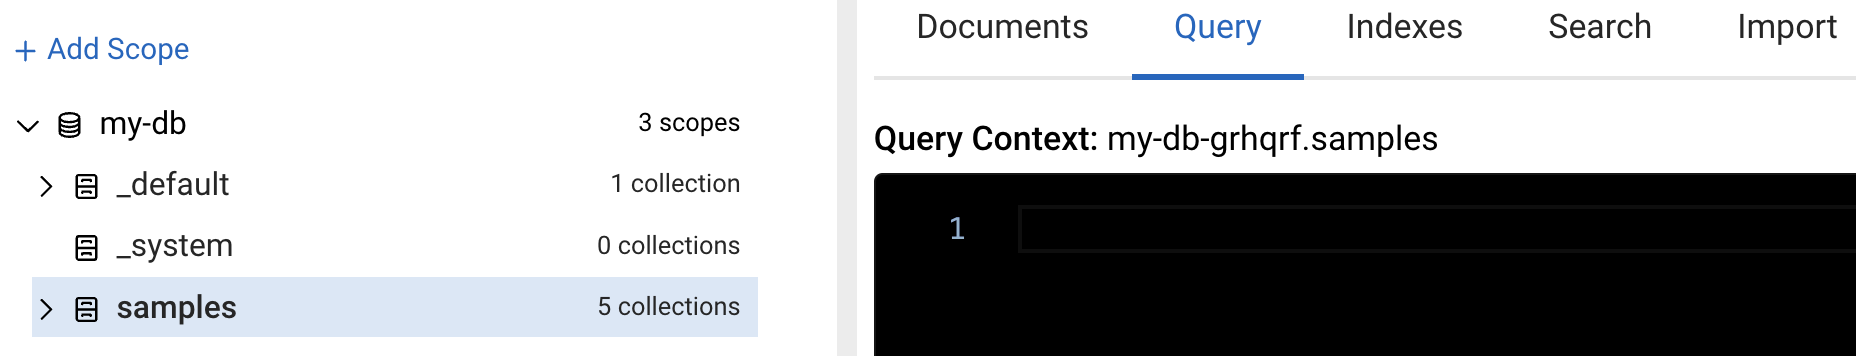 + Add Scope
my-db 3 scopes
_default 1 collection
_system 0 collections
samples 5 collections
Documents Query Indexes Search Import
Query Context: my-db-grhqrf.samples
1